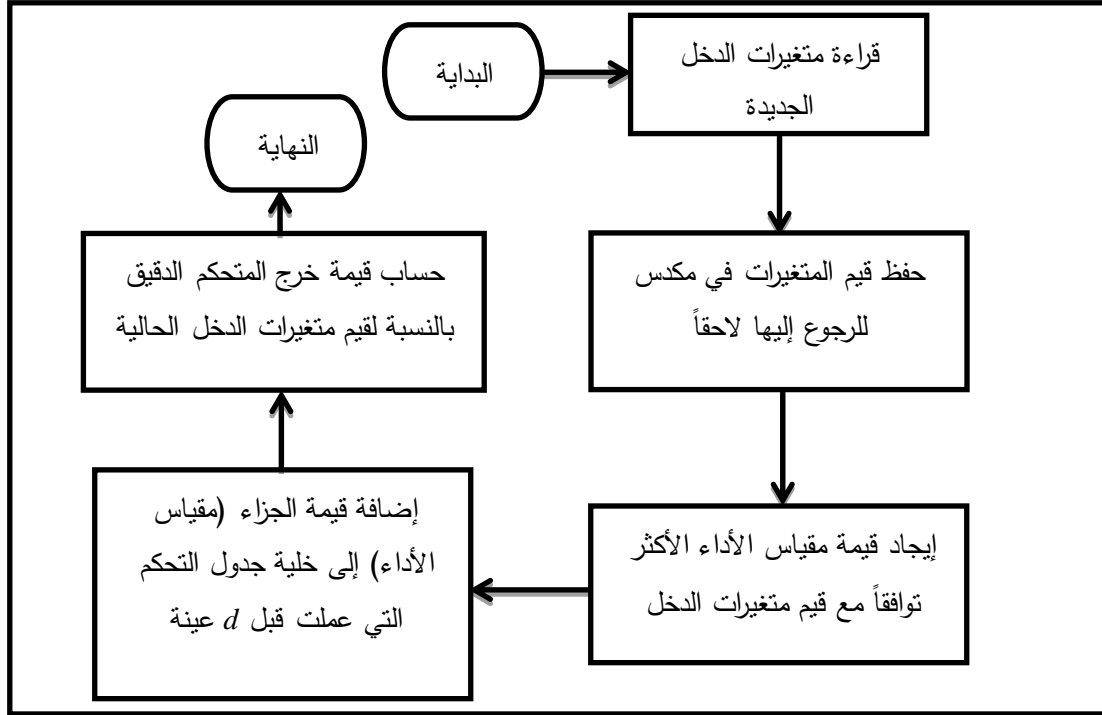 البداية
قراءة متغيرات الدخل
الجديدة
حفظ قيم المتغيرات في مكدس
للرجوع إليها لاحقاً
إيجاد قيمة مقياس الأداء الأكثر
توافقاً مع قيم متغيرات الدخل
إضافة قيمة الجزاء (مقياس
الأداء) إلى خلية جدول التحكم
التي عملت قبل d عينة
حساب قيمة خرج المتحكم الدقيق
بالنسبة لقيم متغيرات الدخل الحالية
النهاية